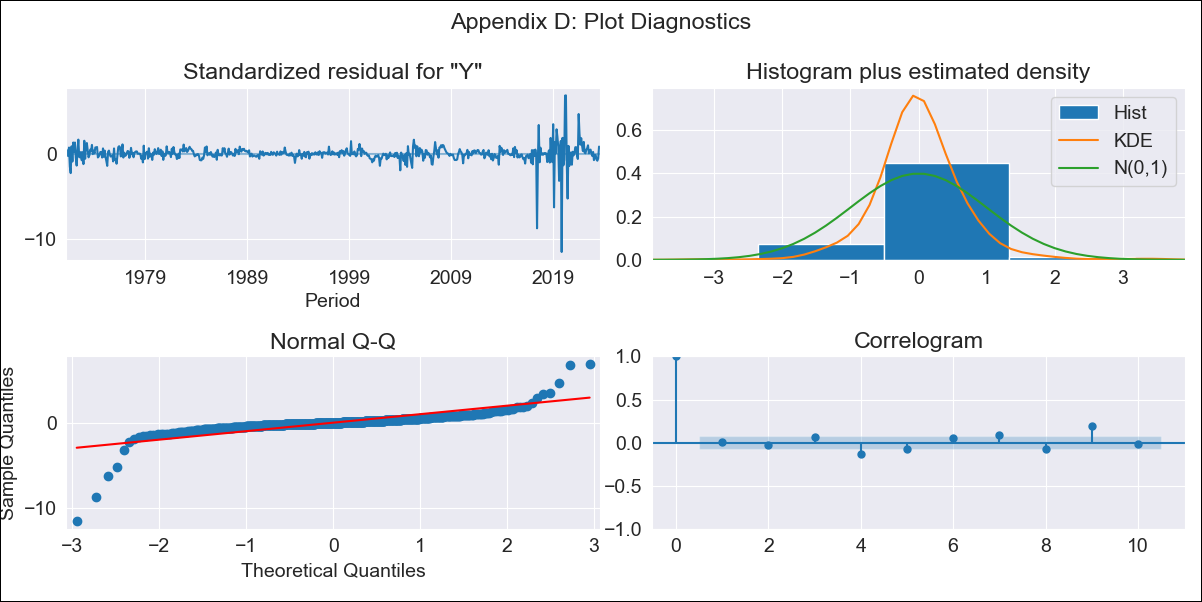 Appendix D: Plot Diagnostics
Standardized residual for "Y"
0
−10
1979 1989 1999 2009 2019
Period
Histogram plus estimated density
Hist
KDE
N(0,1)
0.6
0.4
0.2
0.0
−3 −2 −1 0 1 2 3
Normal Q-Q
Sample Quantiles
0
−10
−3 −2 −1 0 1 2 3
Theoretical Quantiles
Correlogram
1.0
0.5
0.0
−0.5
−1.0
0 2 4 6 8 10